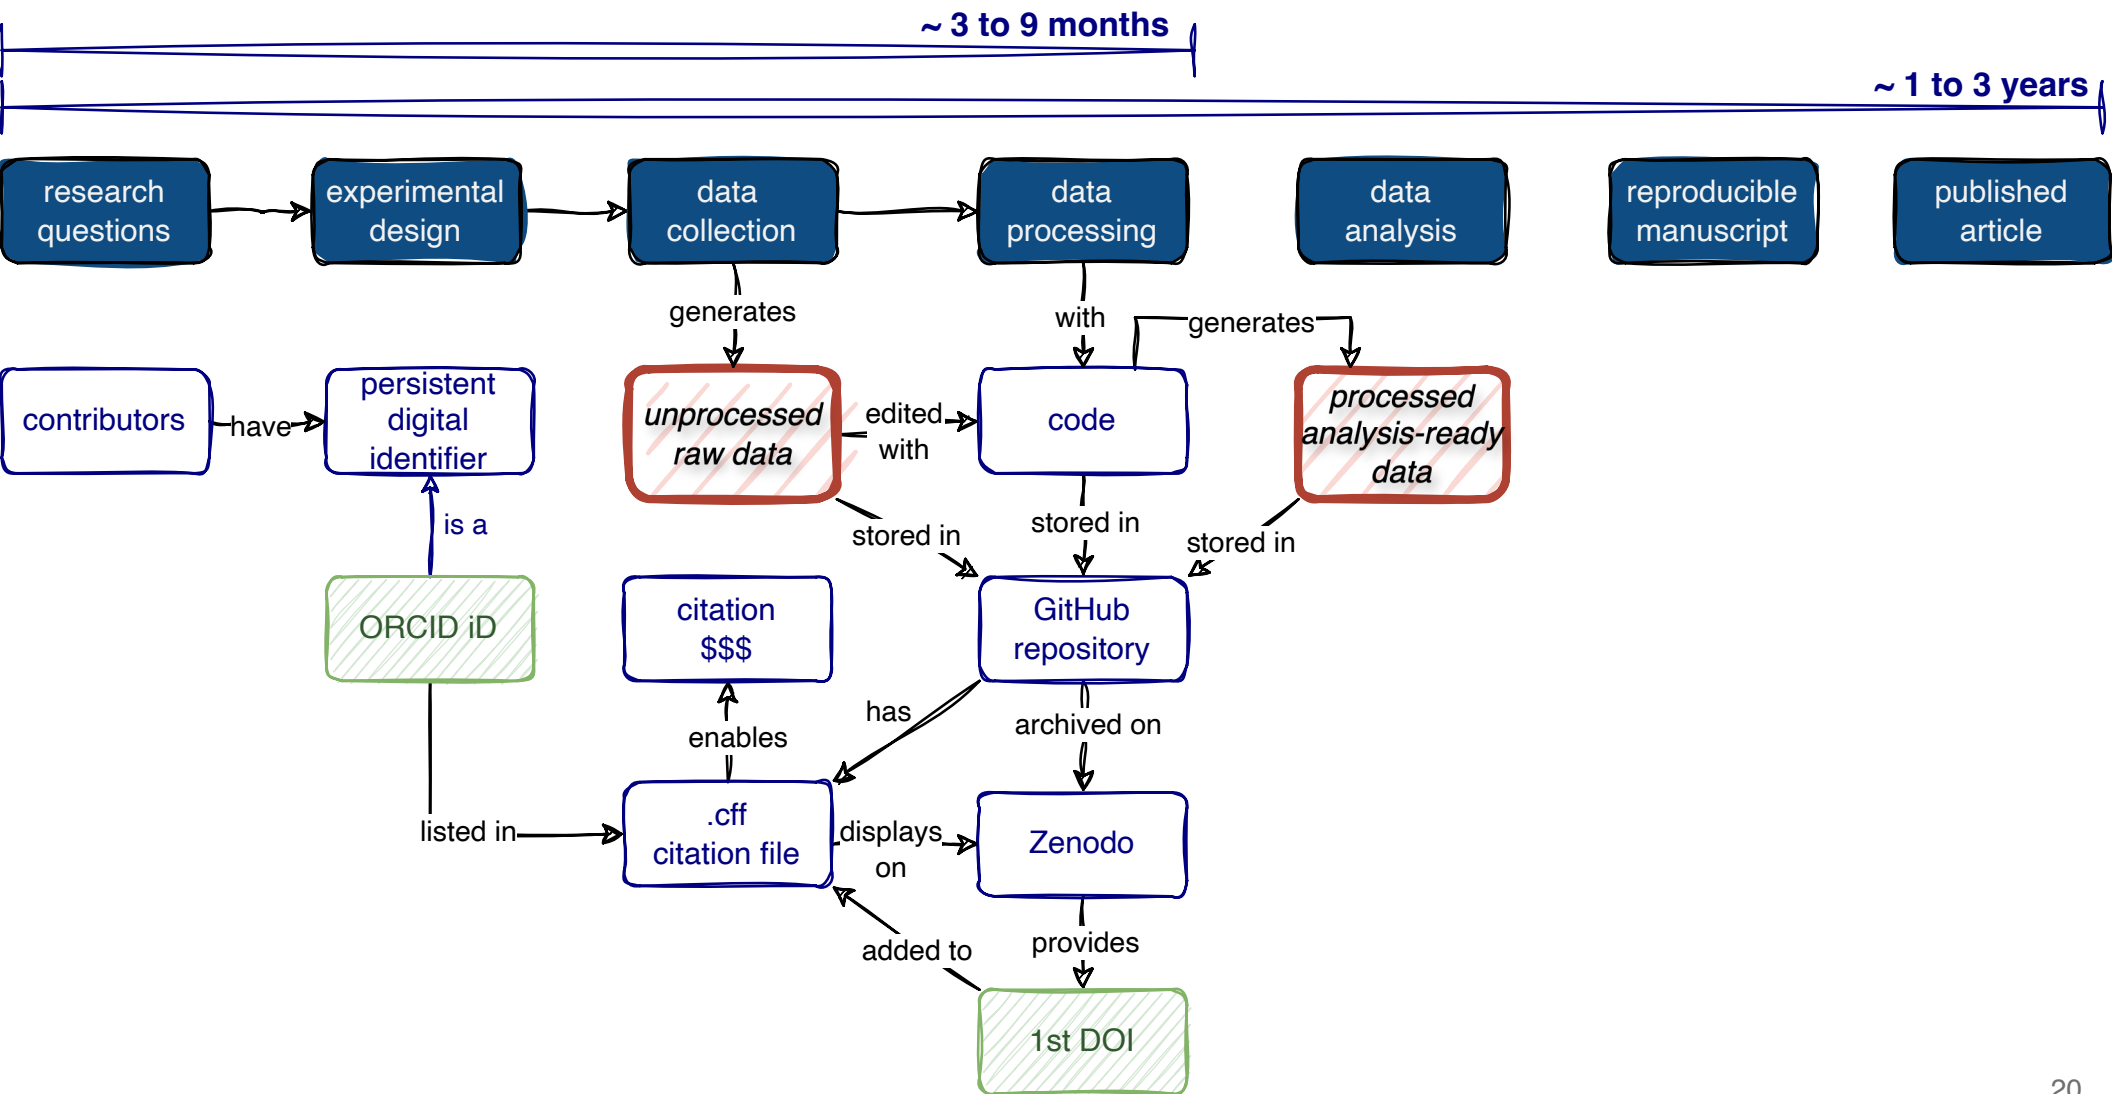 ~ 3 to 9 months
~ 1 to 3 years
research
questions
experimental
design
data
collection
data
processing
data
analysis
reproducible
manuscript
published
article
generates
with
generates
contributors
have
persistent
digital
identifier
unprocessed
raw data
edited
with
code
processed
analysis-ready
data
is a
stored in
stored in
stored in
ORCID iD
citation
$$$
GitHub
repository
has
archived on
enables
listed in
.cff
citation file
displays
on
Zenodo
added to
provides
1st DOI
20